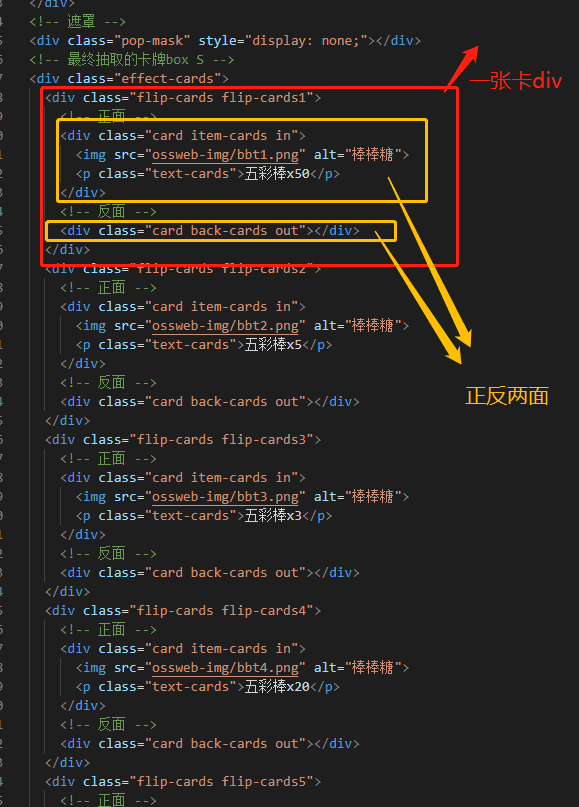 </div>
<!-- 遮罩 -->
<div class="pop-mask" style="display: none;"></div>
<!-- 最终抽取的卡牌box S -->
<div class="effect-cards">
一张卡div
<div class="flip-cards flip-cards1">
<!-- 正面 -->
<div class="card item-cards in">
<img src="ossweb-img/bbt1.png" alt="棒棒糖">
<p class="text-cards">五彩棒x50</p>
</div>
<!-- 反面 -->
<div class="card back-cards out"></div>
</div>
<div class="flip-cards flip-cards2">
<!-- 正面 -->
<div class="card item-cards in">
<img src="ossweb-img/bbt2.png" alt="棒棒糖">
<p class="text-cards">五彩棒x5</p>
</div>
<!-- 反面 -->
正反两面
<div class="card back-cards out"></div>
</div>
<div class="flip-cards flip-cards3">
<!-- 正面 -->
<div class="card item-cards in">
<img src="ossweb-img/bbt3.png" alt="棒棒糖">
<p class="text-cards">五彩棒x3</p>
</div>
<!-- 反面 -->
<div class="card back-cards out"></div>
</div>
<div class="flip-cards flip-cards4">
<!-- 正面 -->
<div class="card item-cards in">
<img src="ossweb-img/bbt4.png" alt="棒棒糖">
<p class="text-cards">五彩棒x20</p>
</div>
<!-- 反面 -->
<div class="card back-cards out"></div>
</div>
<div class="flip-cards flip-cards5">
<!-- 正面 -->